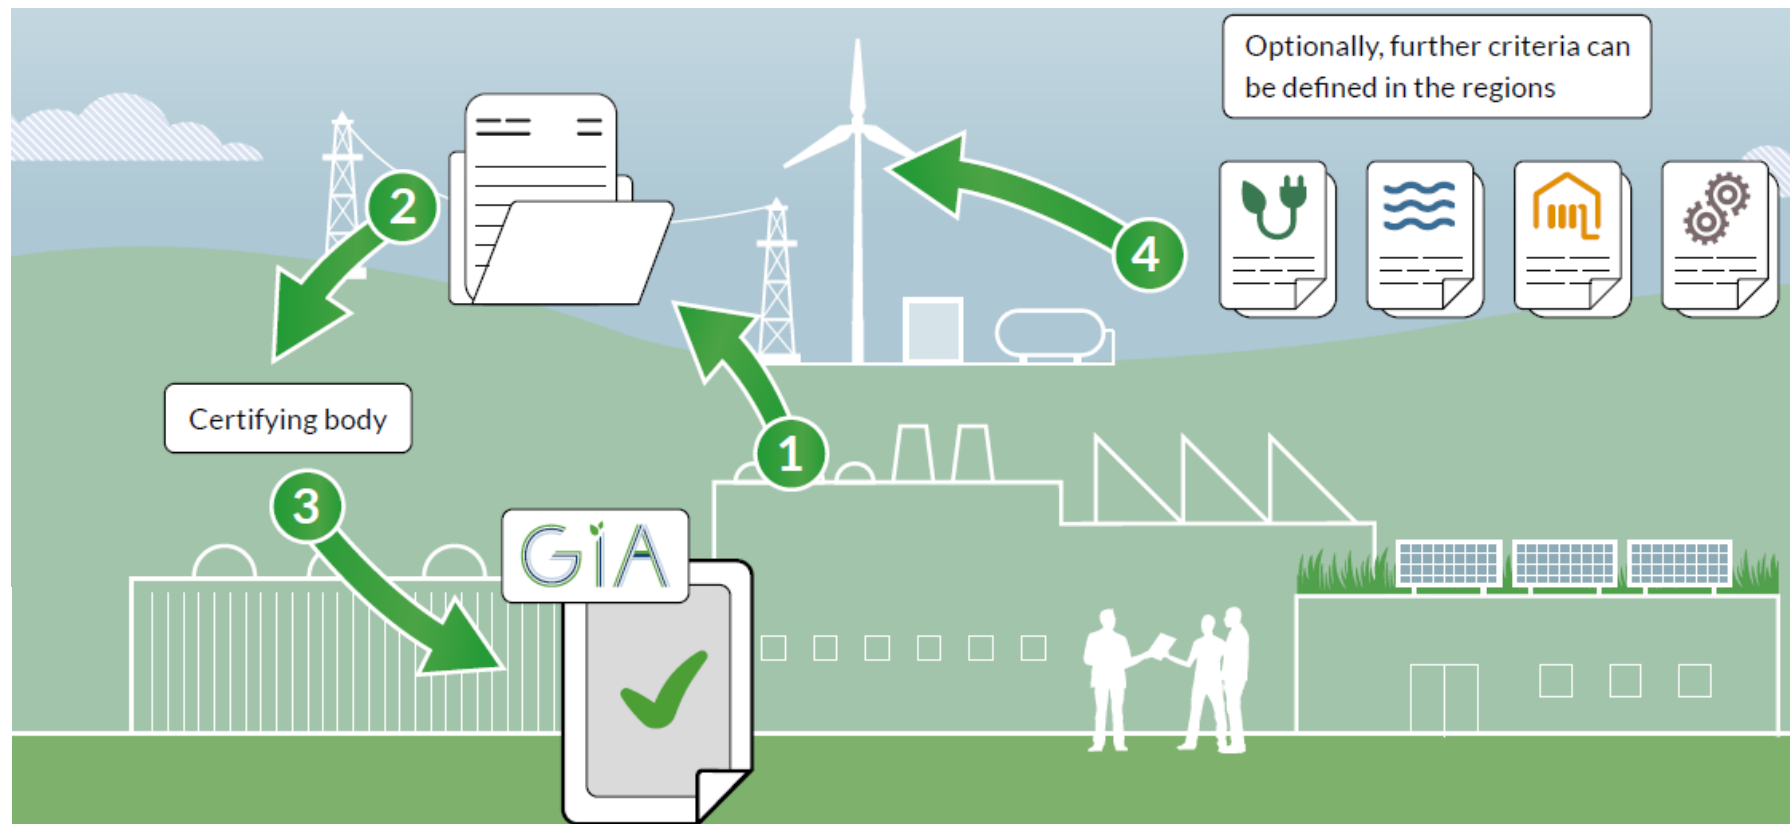 Optionally, further criteria can
be defined in the regions
2
4
Certifying body
1
3
GiA